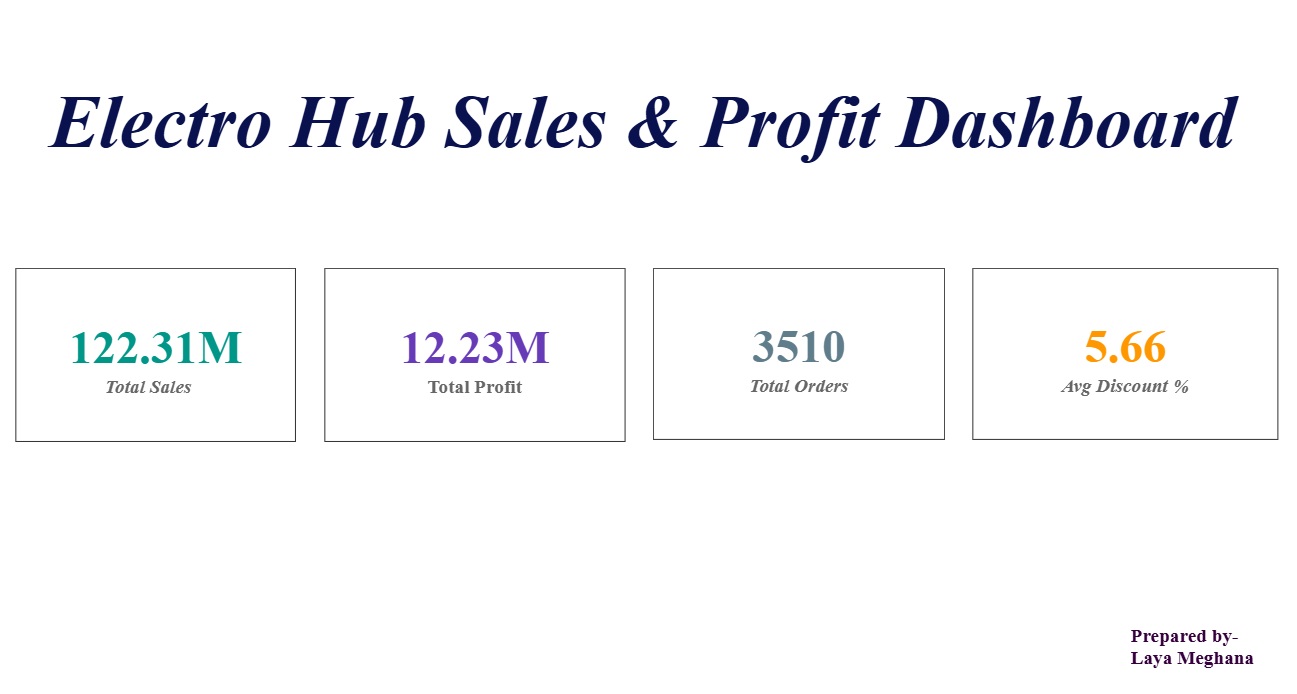 Electro Hub Sales & Profit Dashboard
122.31M
Total Sales
12.23M
Total Profit
3510
Total Orders
5.66
Avg Discount %
Prepared by-
Laya Meghana